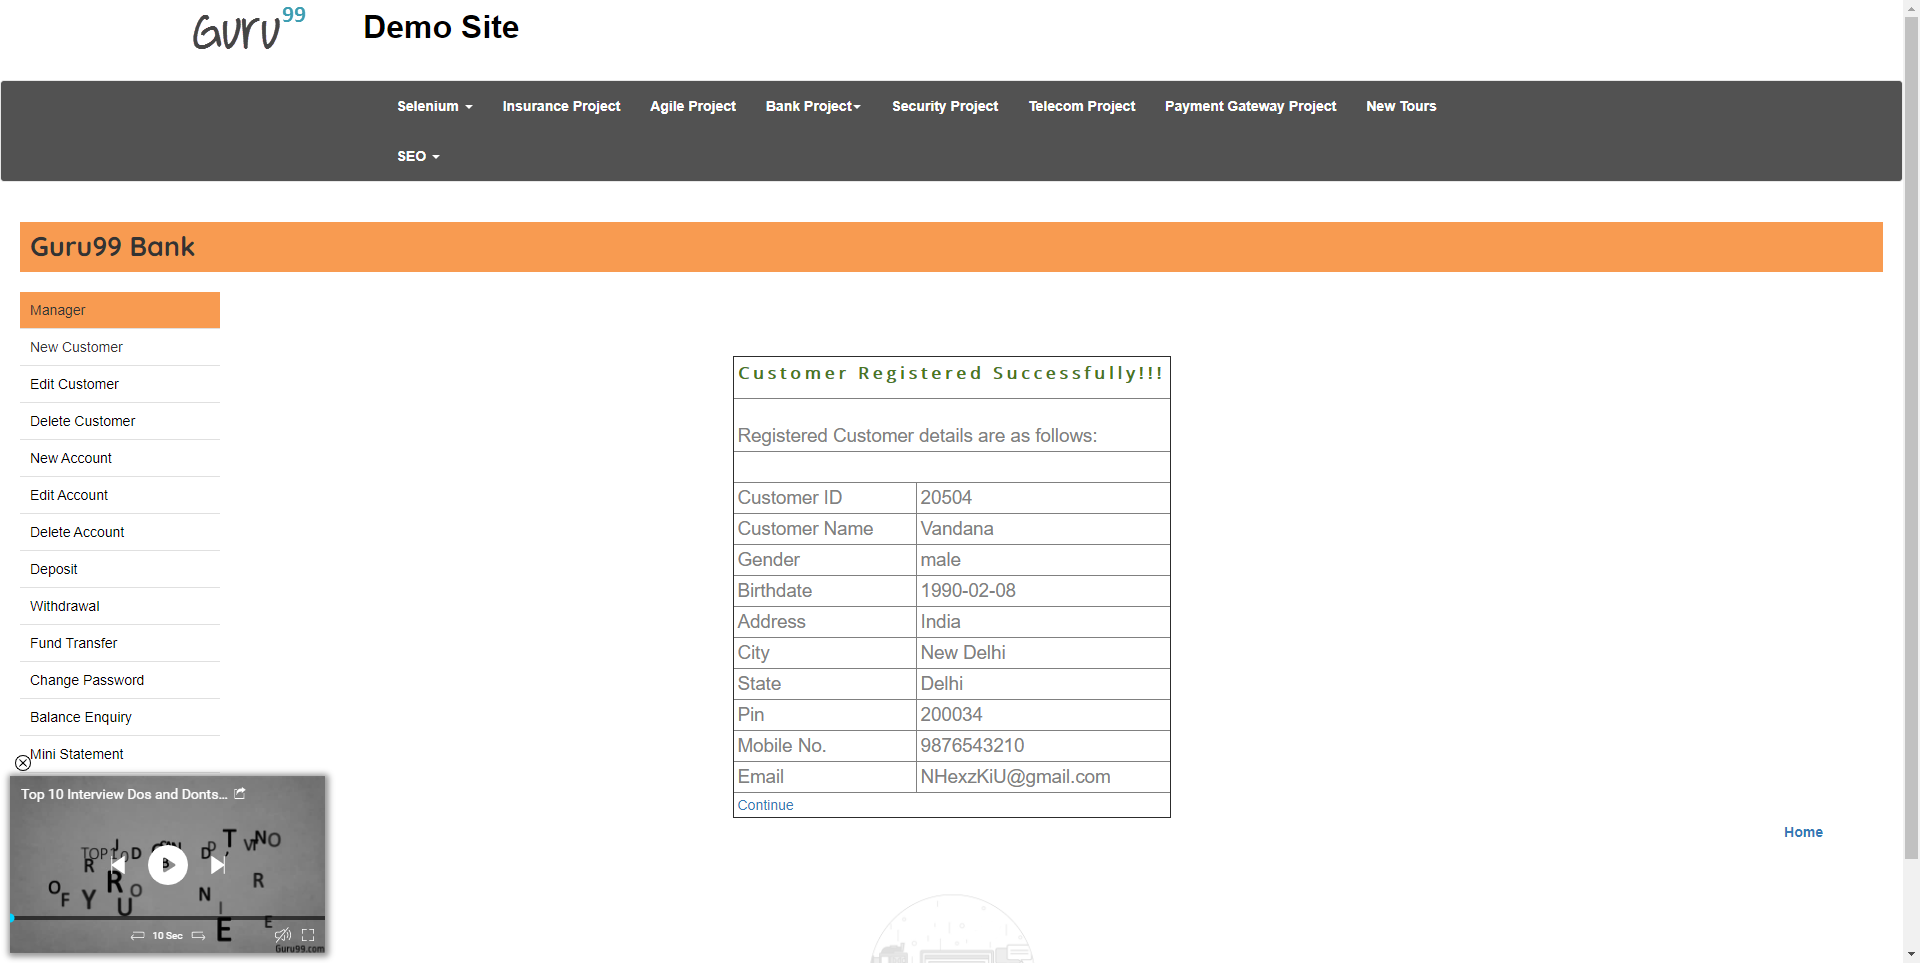 Guru99
Demo Site
Selenium
Insurance Project
Agile Project
Bank Project
Security Project
Telecom Project
Payment Gateway Project
New Tours
SEO
Guru99 Bank
Manager
New Customer
Edit Customer
Delete Customer
New Account
Edit Account
Delete Account
Deposit
Withdrawal
Fund Transfer
Change Password
Balance Enquiry
Mini Statement
Customer Registered Successfully!!!
Registered Customer details are as follows:
Customer ID 20504
Customer Name Vandana
Gender male
Birthdate 1990-02-08
Address India
City New Delhi
State Delhi
Pin 200034
Mobile No. 9876543210
Email NHexzKiU@gmail.com
Continue
Home
Top 10 Interview Dos and Donts...
10 Sec
Guru99.com